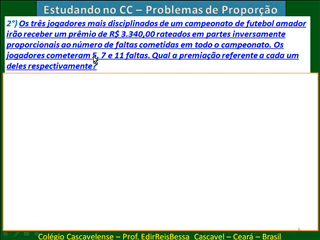 Estudando no CC – Problemas de Proporção
2º) Os três jogadores mais disciplinados de um campeonato de futebol amador
irão receber um prêmio de R$ 3.340,00 rateados em partes inversamente
proporcionais ao número de faltas cometidas em todo o campeonato. Os
jogadores cometeram 5, 7 e 11 faltas. Qual a premiação referente a cada um
deles respectivamente?
Colégio Cascavelense – Prof. EdirReisBessa Cascavel – Ceará – Brasil